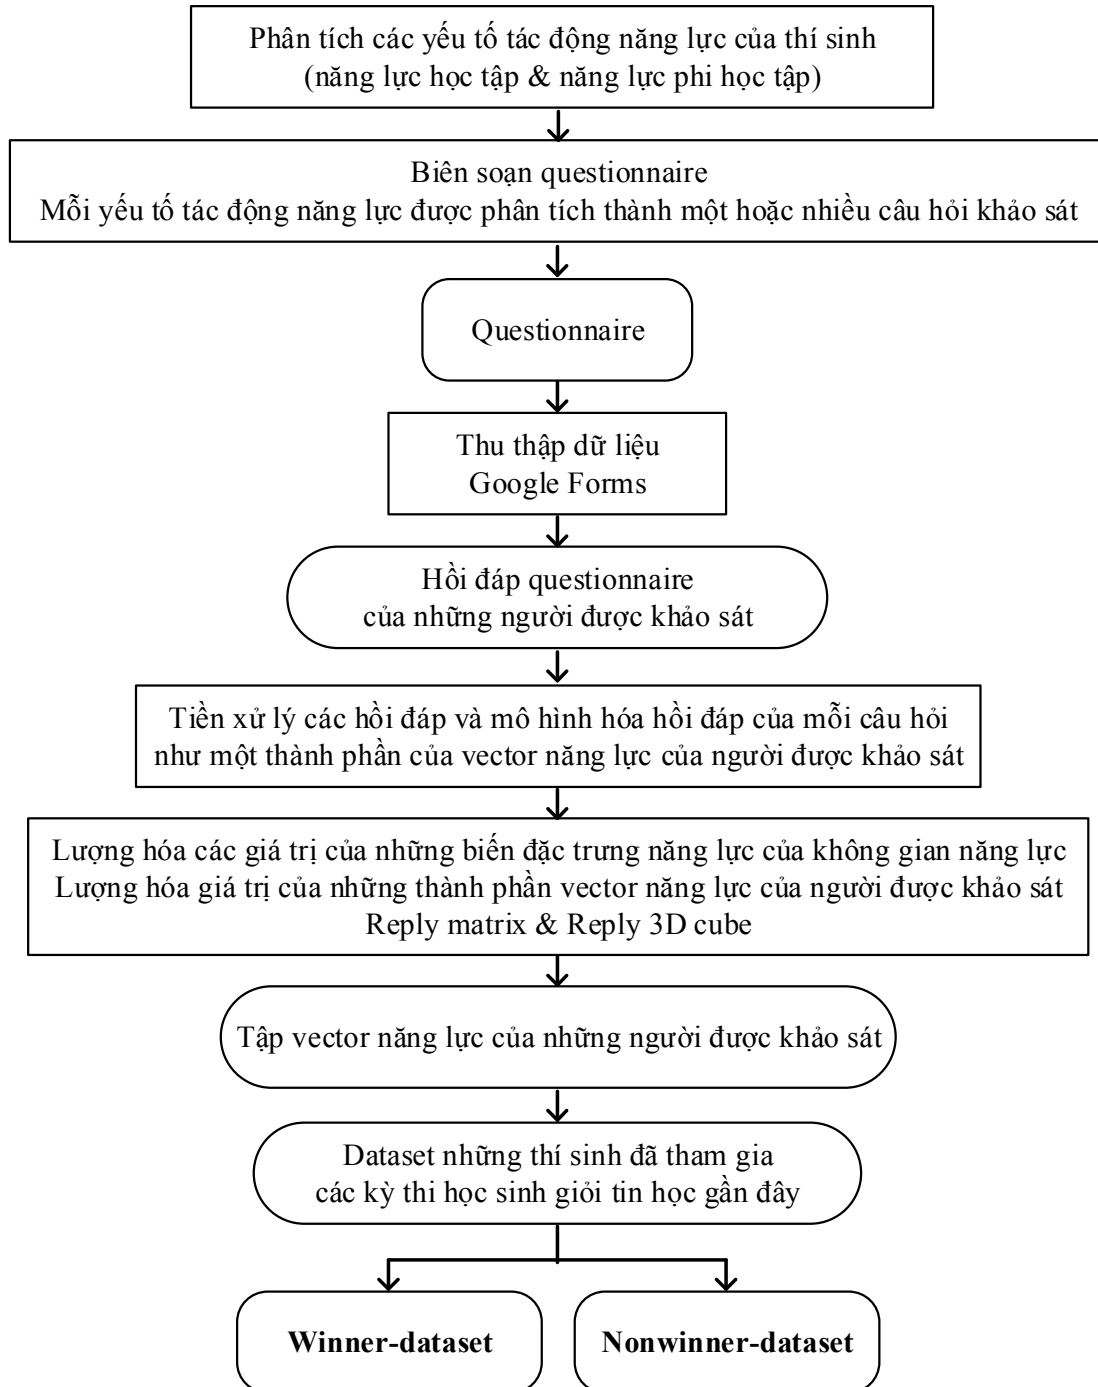 Phân tích các yếu tố tác động năng lực của thí sinh
(năng lực học tập & năng lực phi học tập)
Biên soạn questionnaire
Mỗi yếu tố tác động năng lực được phân tích thành một hoặc nhiều câu hỏi khảo sát
Questionnaire
Thu thập dữ liệu
Google Forms
Hồi đáp questionnaire
của những người được khảo sát
Tiền xử lý các hồi đáp và mô hình hóa hồi đáp của mỗi câu hỏi
như một thành phần của vector năng lực của người được khảo sát
Lượng hóa các giá trị của những biến đặc trưng năng lực của không gian năng lực
Lượng hóa giá trị của những thành phần vector năng lực của người được khảo sát
Reply matrix & Reply 3D cube
Tập vector năng lực của những người được khảo sát
Dataset những thí sinh đã tham gia
các kỳ thi học sinh giỏi tin học gần đây
Winner-dataset
Nonwinner-dataset